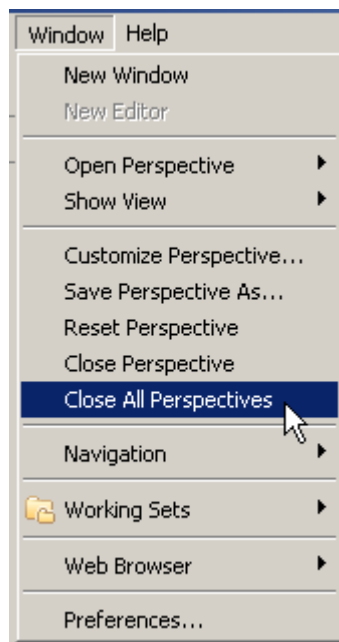 Window Help
New Window
New Editor
Open Perspective
Show View
Customize Perspective...
Save Perspective As...
Reset Perspective
Close Perspective
Close All Perspectives
Navigation
Working Sets
Web Browser
Preferences...